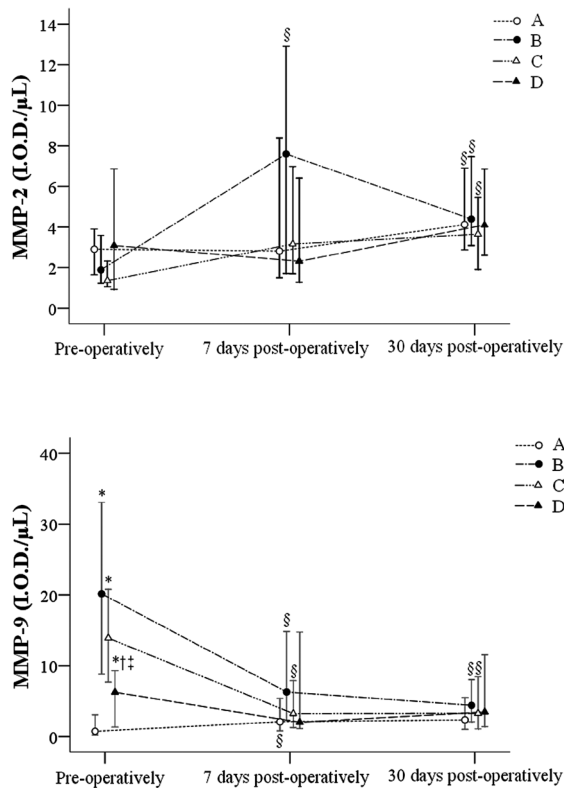 14
12
10
8
6
4
2
0
MMP-2 (I.O.D./µL)
A
B
C
D
§
§
§
§
Pre-operatively
7 days post-operatively
30 days post-operatively
40
30
20
10
0
MMP-9 (I.O.D./µL)
A
B
C
D
*
*
*†‡
§
§
§
§§
Pre-operatively
7 days post-operatively
30 days post-operatively